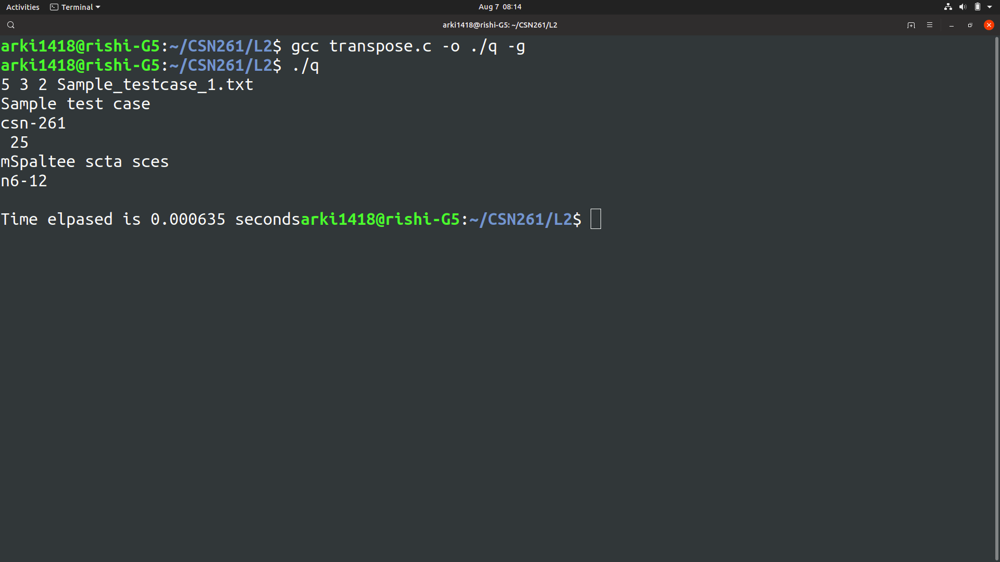 Activities Terminal Aug 7 08:14
arki1418@rishi-G5: ~/CSN261/L2
arki1418@rishi-G5:~/CSN261/L2$ gcc transpose.c -o ./q -g
arki1418@rishi-G5:~/CSN261/L2$ ./q
5 3 2 Sample_testcase_1.txt
Sample test case
csn-261
 25
mSpaltee scta sces
n6-12

Time elpased is 0.000635 secondsarki1418@rishi-G5:~/CSN261/L2$